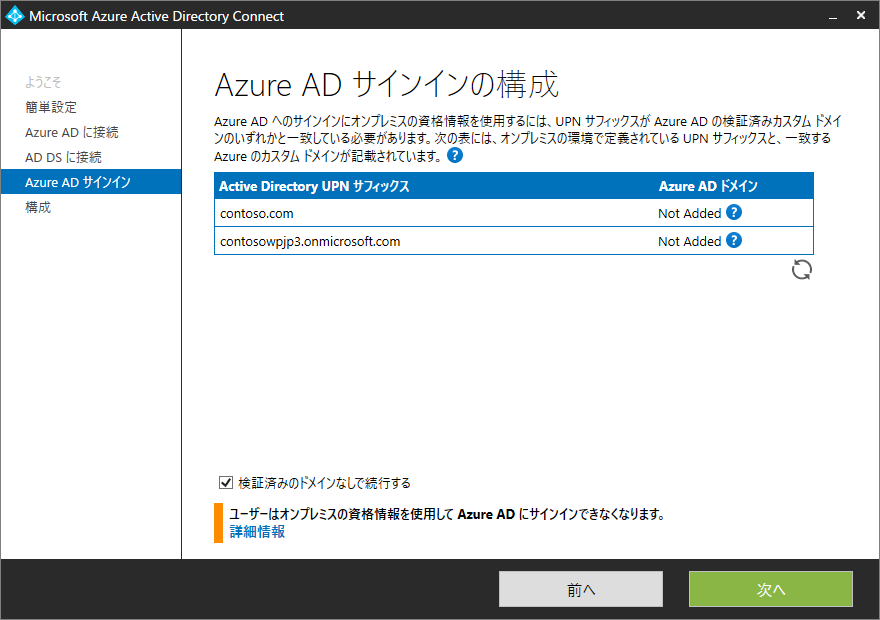 Microsoft Azure Active Directory Connect
ようこそ
簡単設定
Azure AD に接続
AD DS に接続
Azure AD サインイン
構成
Azure AD サインインの構成
Azure AD へのサインインにオンプレミスの資格情報を使用するには、UPN サフィックスが Azure AD の検証済みカスタム ドメイ
ンのいずれかと一致している必要があります。次の表には、オンプレミスの環境で定義されている UPN サフィックスと、一致する
Azure のカスタム ドメインが記載されています。 ?
Active Directory UPN サフィックス Azure AD ドメイン
contoso.com Not Added ?
contosowpjp3.onmicrosoft.com Not Added ?
検証済みのドメインなしで続行する
ユーザーはオンプレミスの資格情報を使用して Azure AD にサインインできなくなります。
詳細情報
前へ 次へ